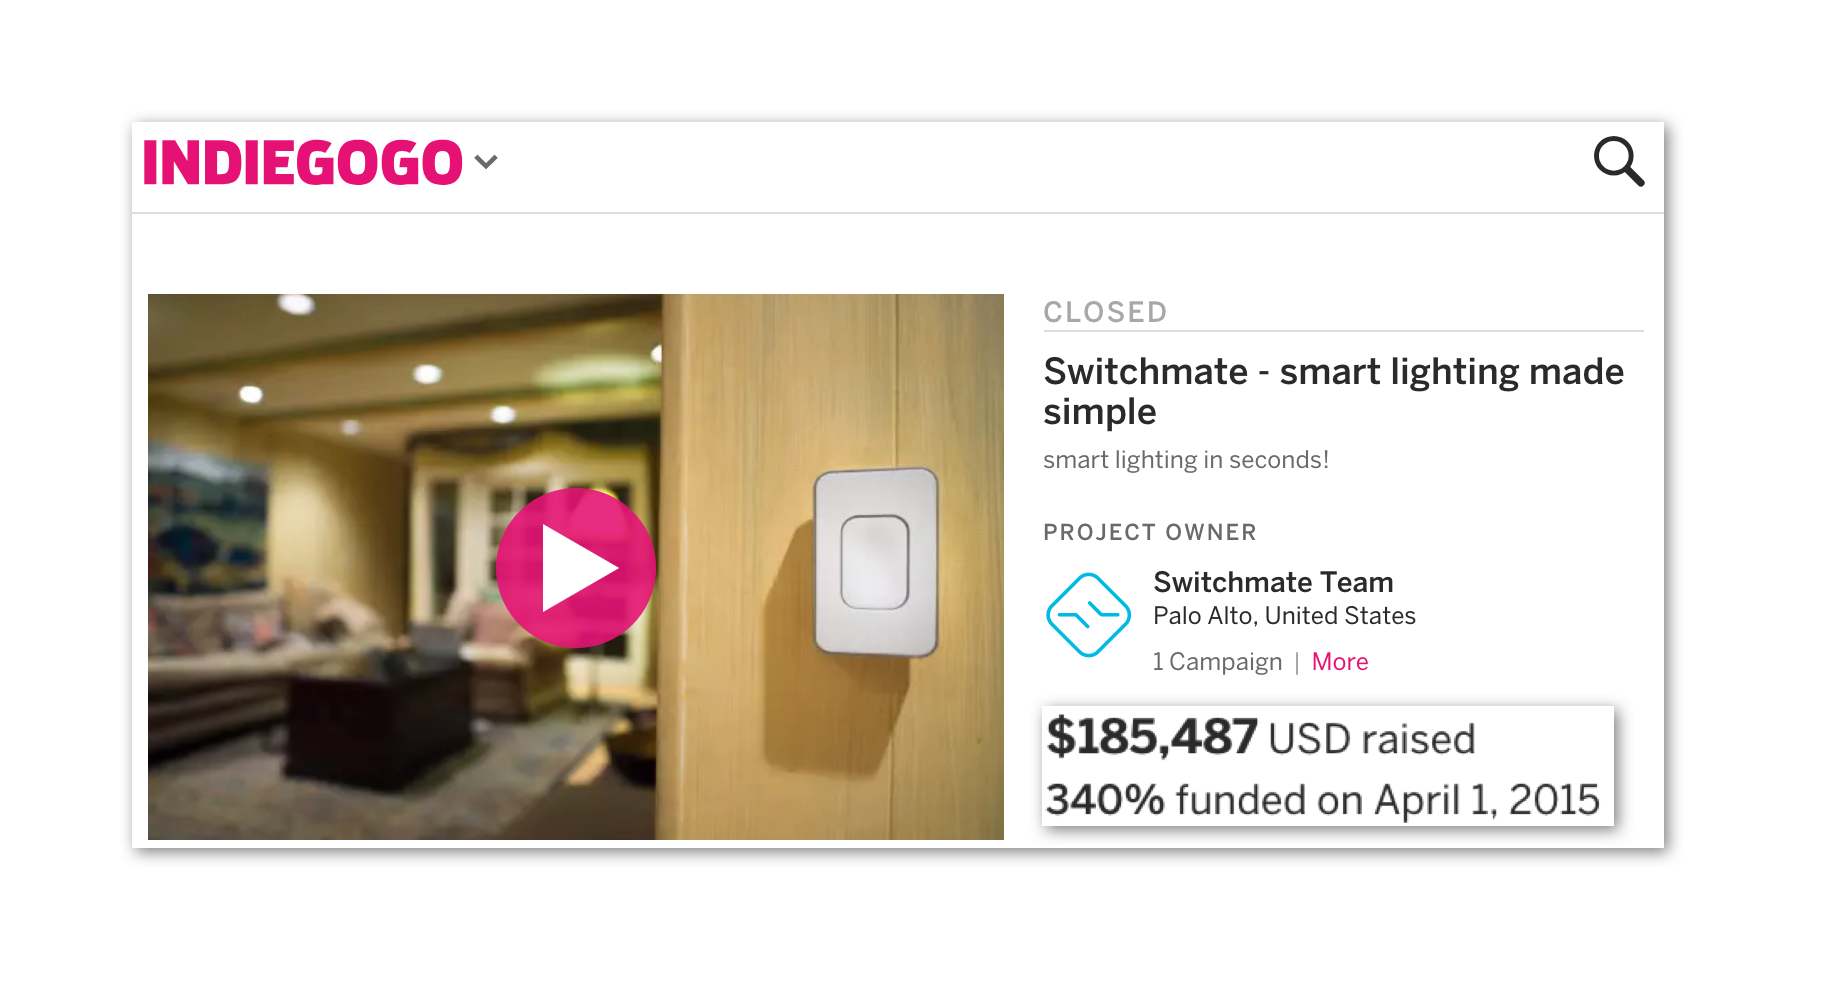 INDIEGOGO
CLOSED
Switchmate - smart lighting made
simple
smart lighting in seconds!
PROJECT OWNER
Switchmate Team
Palo Alto, United States
1 Campaign | More
$185,487 USD raised
340% funded on April 1, 2015